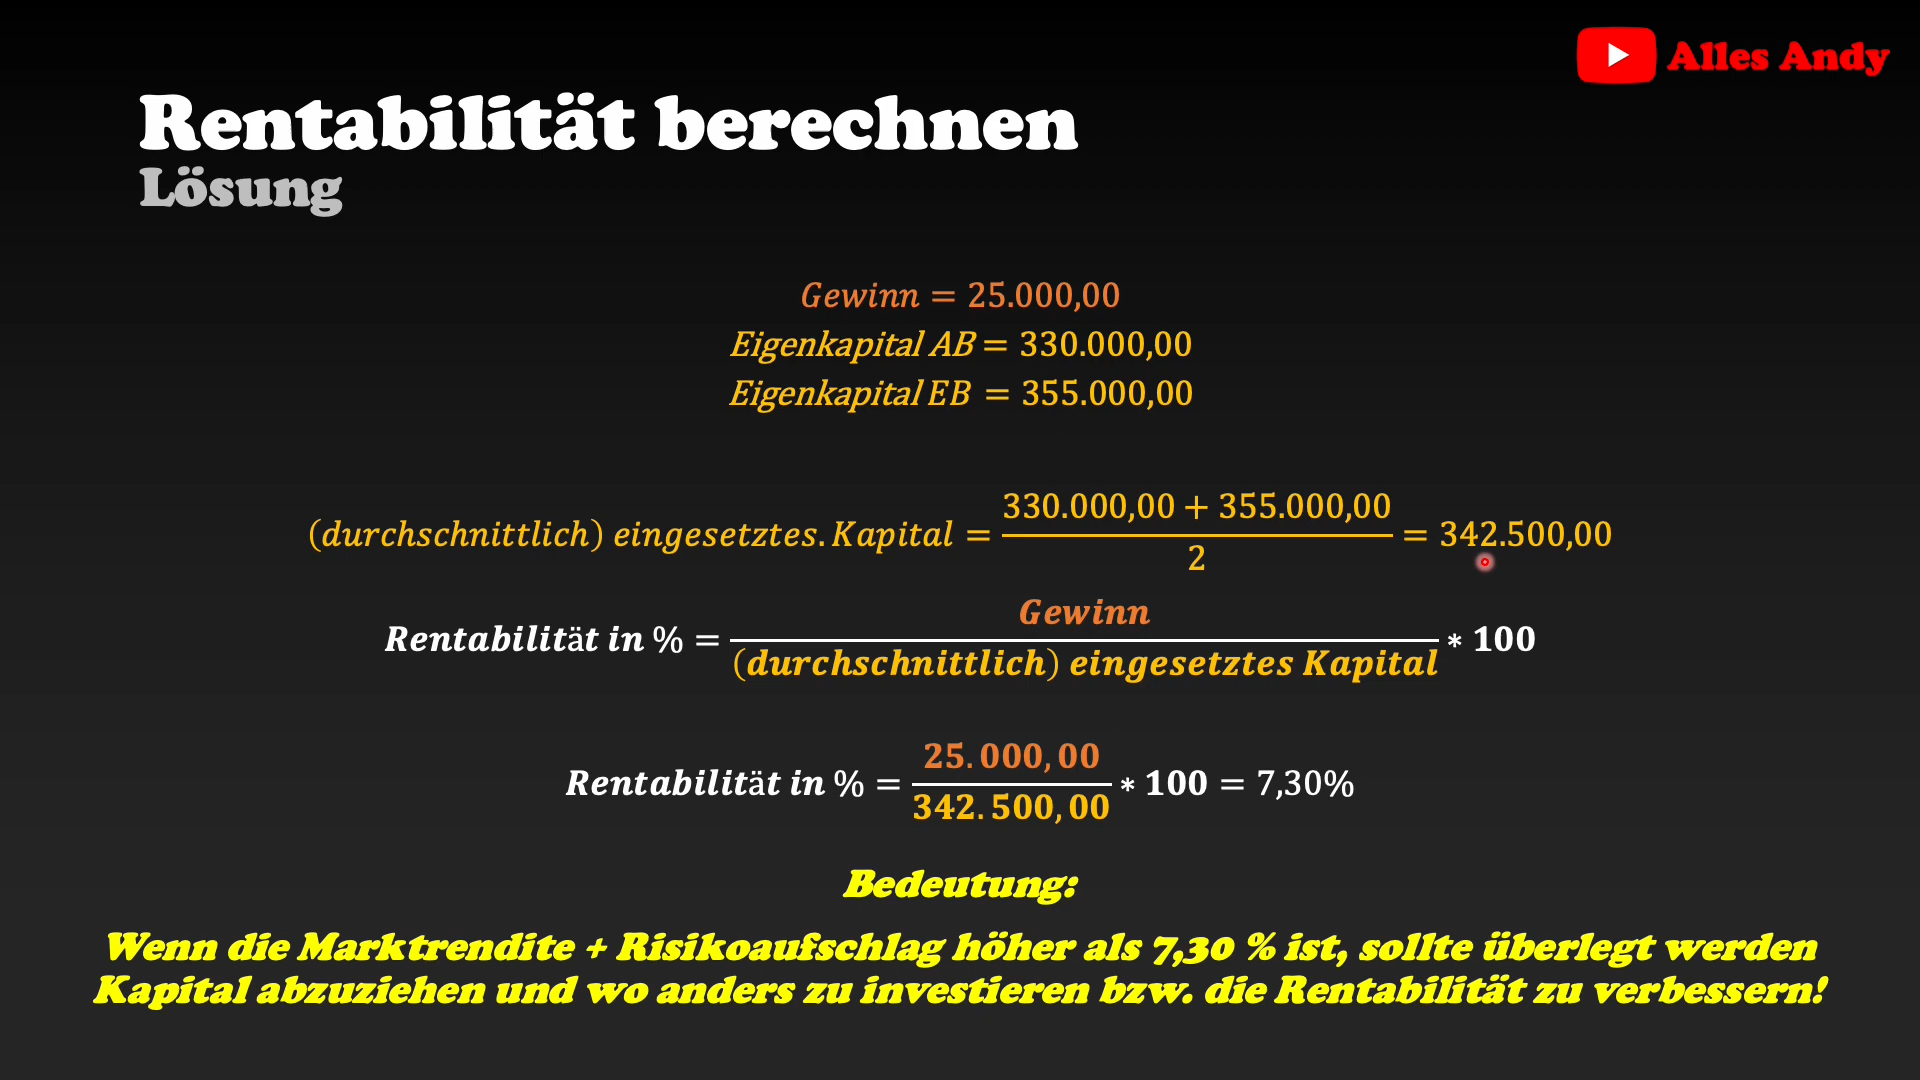 Alles Andy
Rentabilität berechnen
Lösung
Gewinn = 25.000,00
Eigenkapital AB = 330.000,00
Eigenkapital EB = 355.000,00
(durchschnittlich) eingesetztes.Kapital = (330.000,00 + 355.000,00) / 2 = 342.500,00
Rentabilität in % = Gewinn / (durchschnittlich) eingesetztes Kapital * 100
Rentabilität in % = 25.000,00 / 342.500,00 * 100 = 7,30%
Bedeutung:
Wenn die Marktrendite + Risikoaufschlag höher als 7,30 % ist, sollte überlegt werden
Kapital abzuziehen und wo anders zu investieren bzw. die Rentabilität zu verbessern!